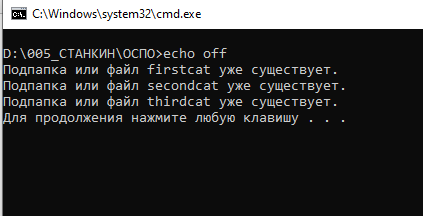 C:\Windows\system32\cmd.exe
D:\005_СТАНКИН\ОСПО>echo off
Подпапка или файл firstcat уже существует.
Подпапка или файл secondcat уже существует.
Подпапка или файл thirdcat уже существует.
Для продолжения нажмите любую клавишу . . .